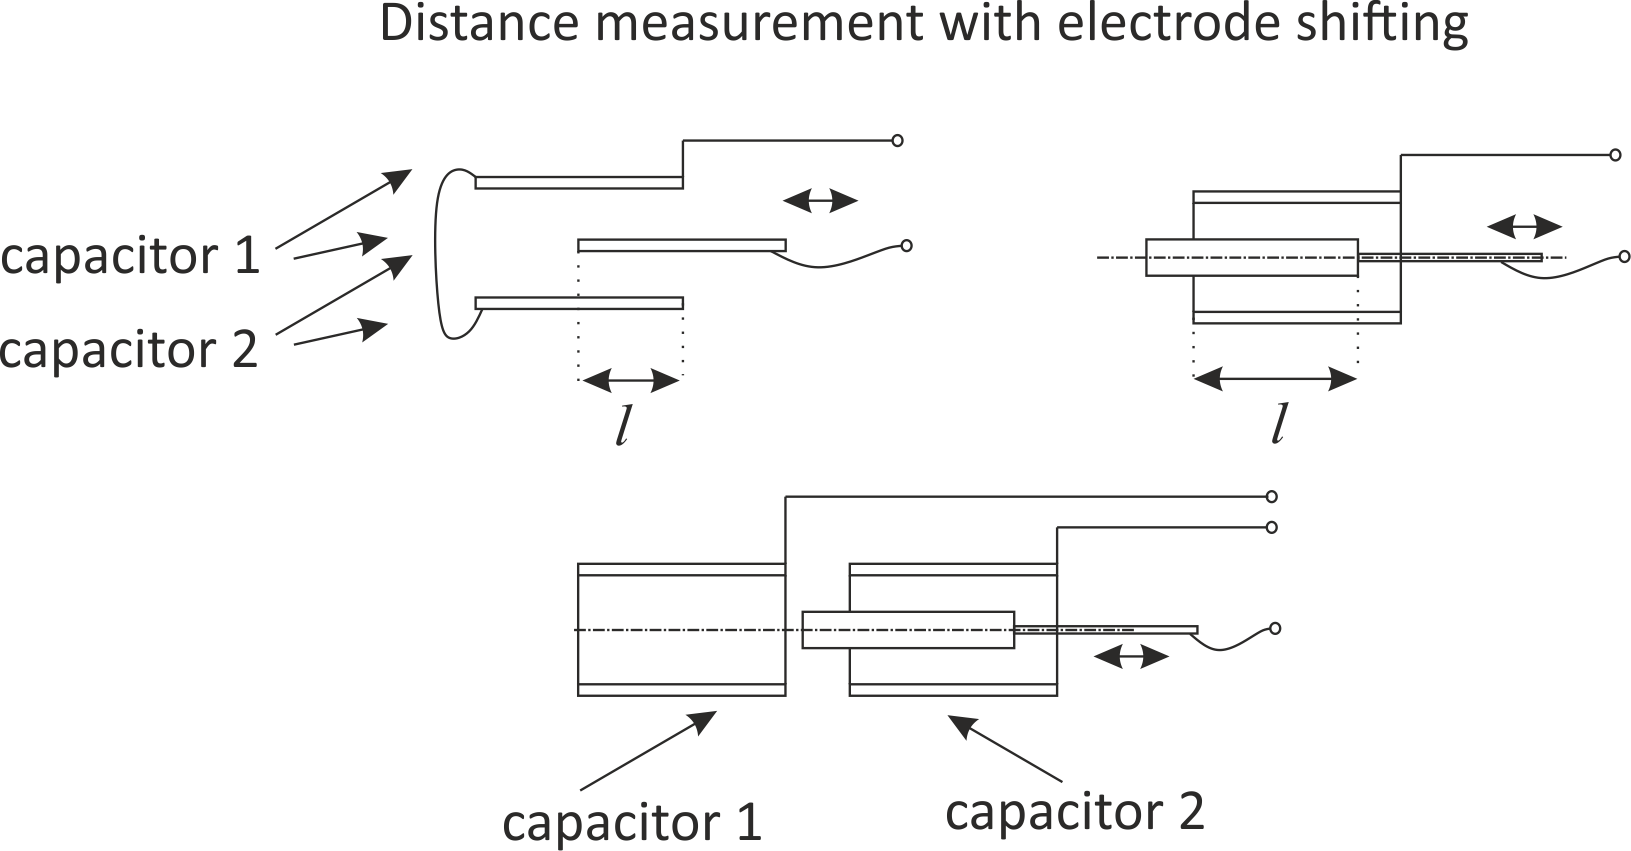 Distance measurement with electrode shifting
capacitor 1
capacitor 2
l
l
capacitor 1
capacitor 2